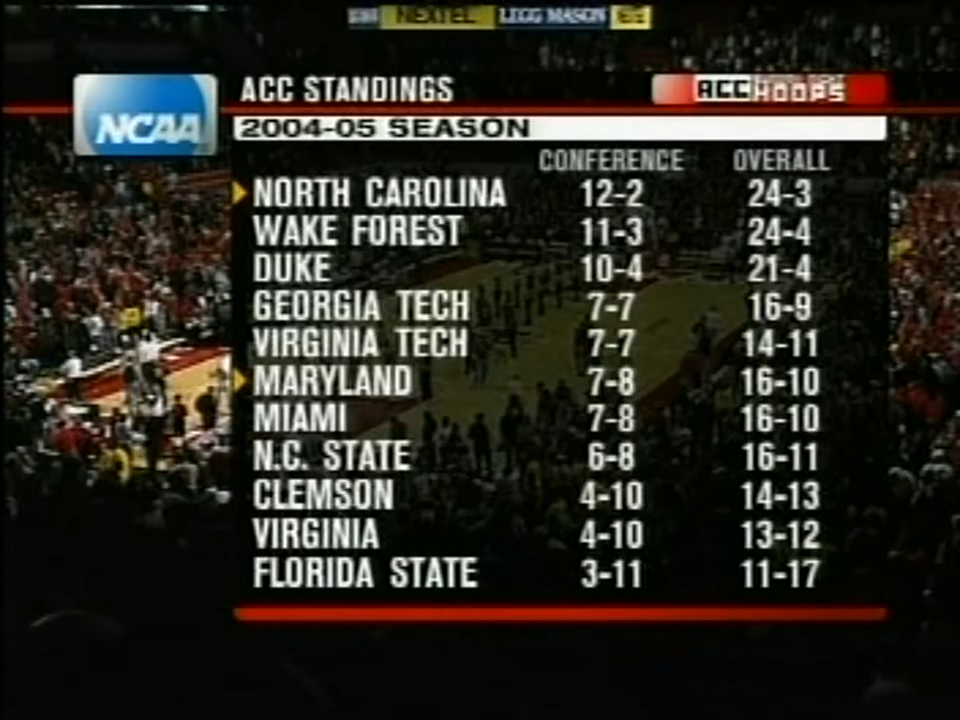 NEXTEL LEGG MASON
ACC STANDINGS
ACC HOOPS
NCAA
2004-05 SEASON
CONFERENCE OVERALL
NORTH CAROLINA 12-2 24-3
WAKE FOREST 11-3 24-4
DUKE 10-4 21-4
GEORGIA TECH 7-7 16-9
VIRGINIA TECH 7-7 14-11
MARYLAND 7-8 16-10
MIAMI 7-8 16-10
N.C. STATE 6-8 16-11
CLEMSON 4-10 14-13
VIRGINIA 4-10 13-12
FLORIDA STATE 3-11 11-17